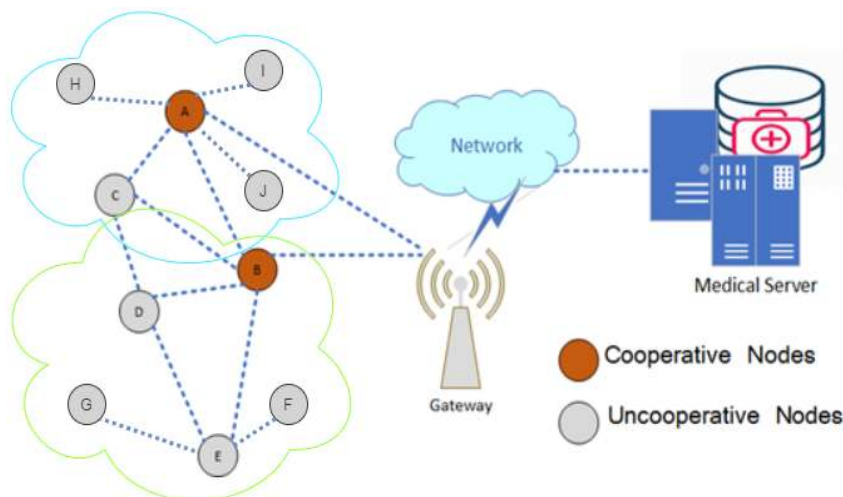 H
I
A
J
C
B
D
G
F
E
Network
Medical Server
Gateway
Cooperative Nodes
Uncooperative Nodes